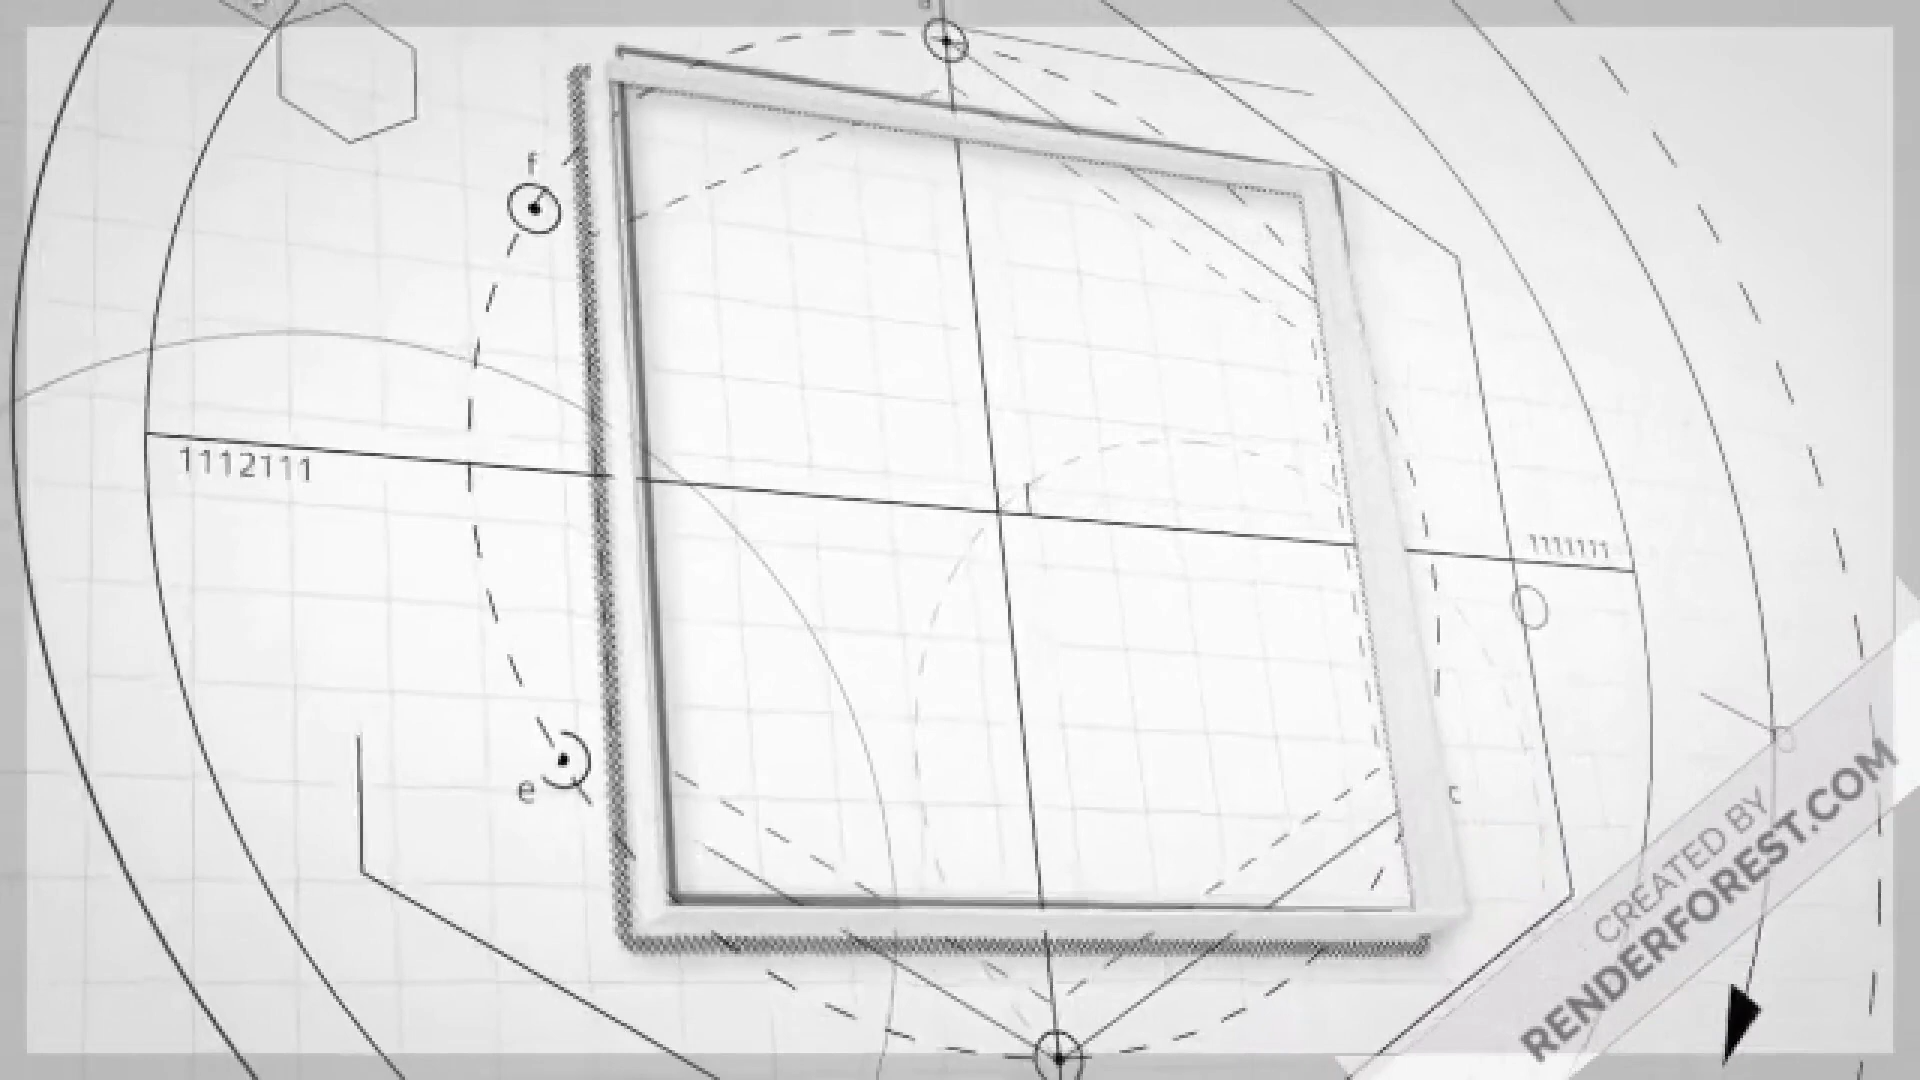 f
1112111
1111111
e
c
CREATED BY
RENDERFOREST.COM